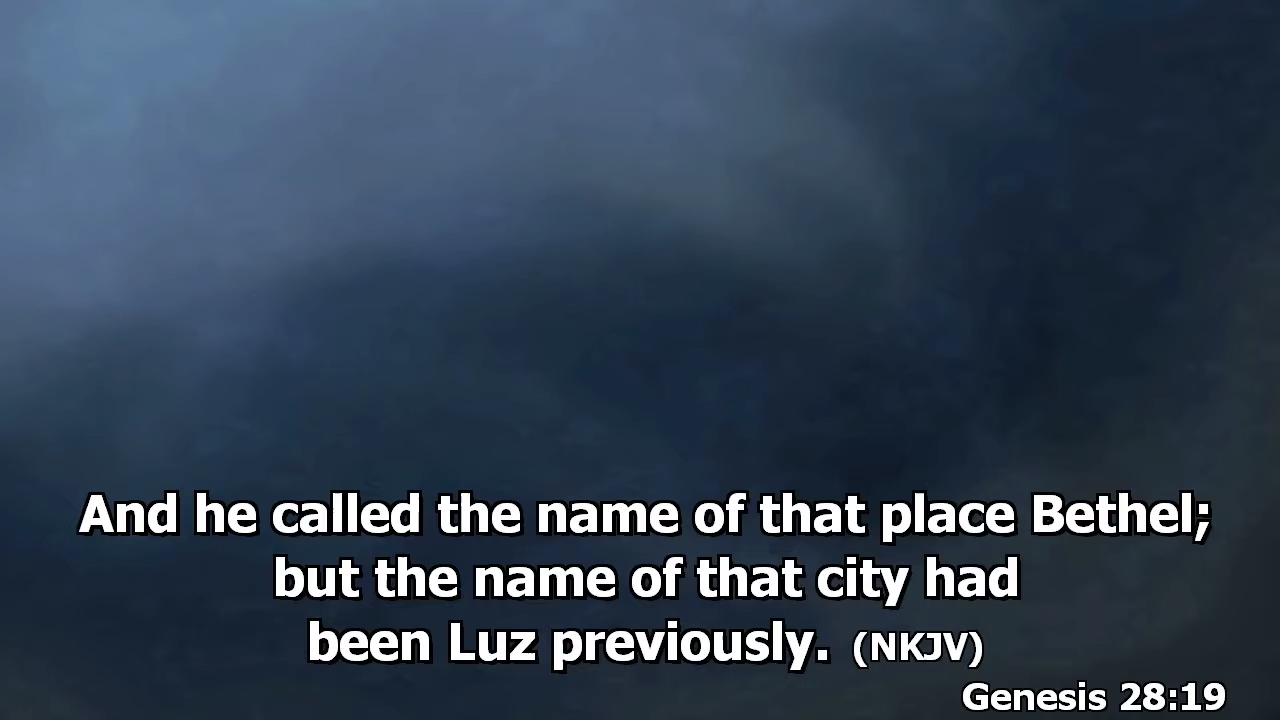 And he called the name of that place Bethel;
but the name of that city had
been Luz previously. (NKJV)
Genesis 28:19